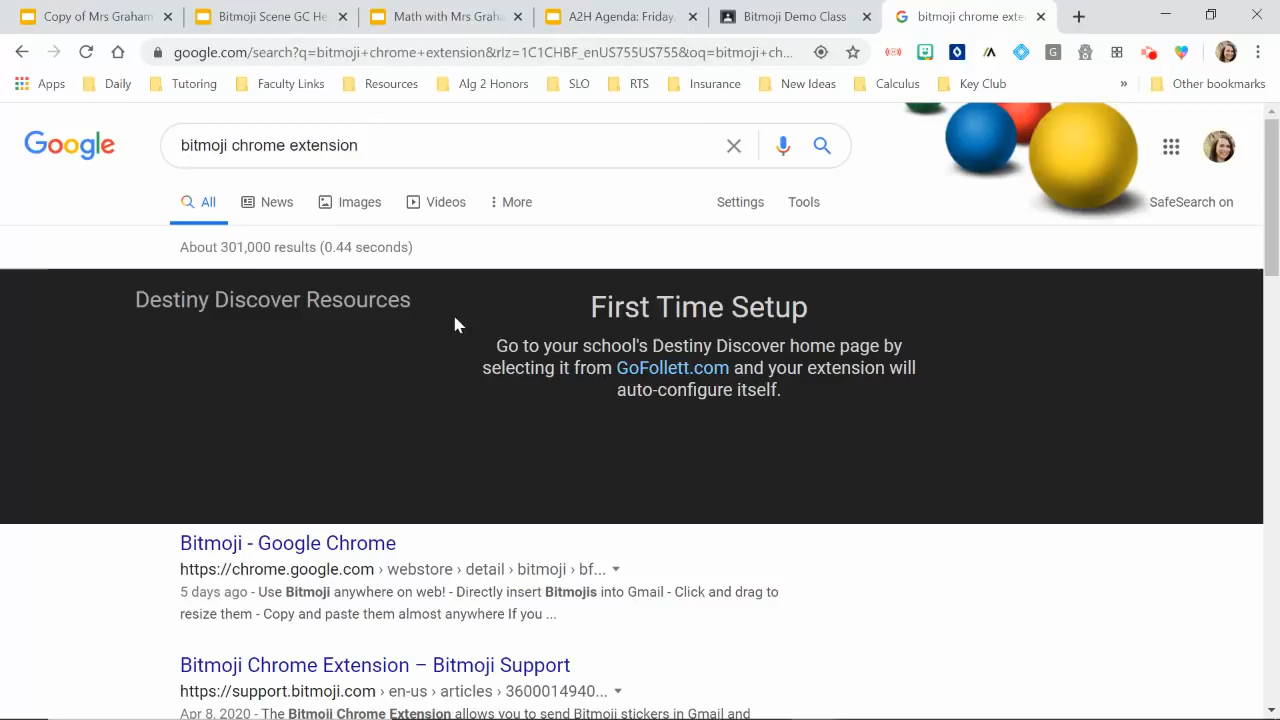 Copy of Mrs Graham
Bitmoji Scene GC He
Math with Mrs Graha
A2H Agenda: Friday,
Bitmoji Demo Class
bitmoji chrome exte
google.com/search?q=bitmoji+chrome+extension&rlz=1C1CHBF_enUS755US755&oq=bitmoji+ch...
Apps
Daily
Tutoring
Faculty Links
Resources
Alg 2 Honors
SLO
RTS
Insurance
New Ideas
Calculus
Key Club
»
Other bookmarks
Google
bitmoji chrome extension
All
News
Images
Videos
More
Settings
Tools
SafeSearch on
About 301,000 results (0.44 seconds)
Destiny Discover Resources
First Time Setup
Go to your school's Destiny Discover home page by
selecting it from GoFollett.com and your extension will
auto-configure itself.
Bitmoji - Google Chrome
https://chrome.google.com › webstore › detail › bitmoji › bf...
5 days ago - Use Bitmoji anywhere on web! - Directly insert Bitmojis into Gmail - Click and drag to
resize them - Copy and paste them almost anywhere If you ...
Bitmoji Chrome Extension – Bitmoji Support
https://support.bitmoji.com › en-us › articles › 3600014940...
Apr 8, 2020 - The Bitmoji Chrome Extension allows you to send Bitmoji stickers in Gmail and